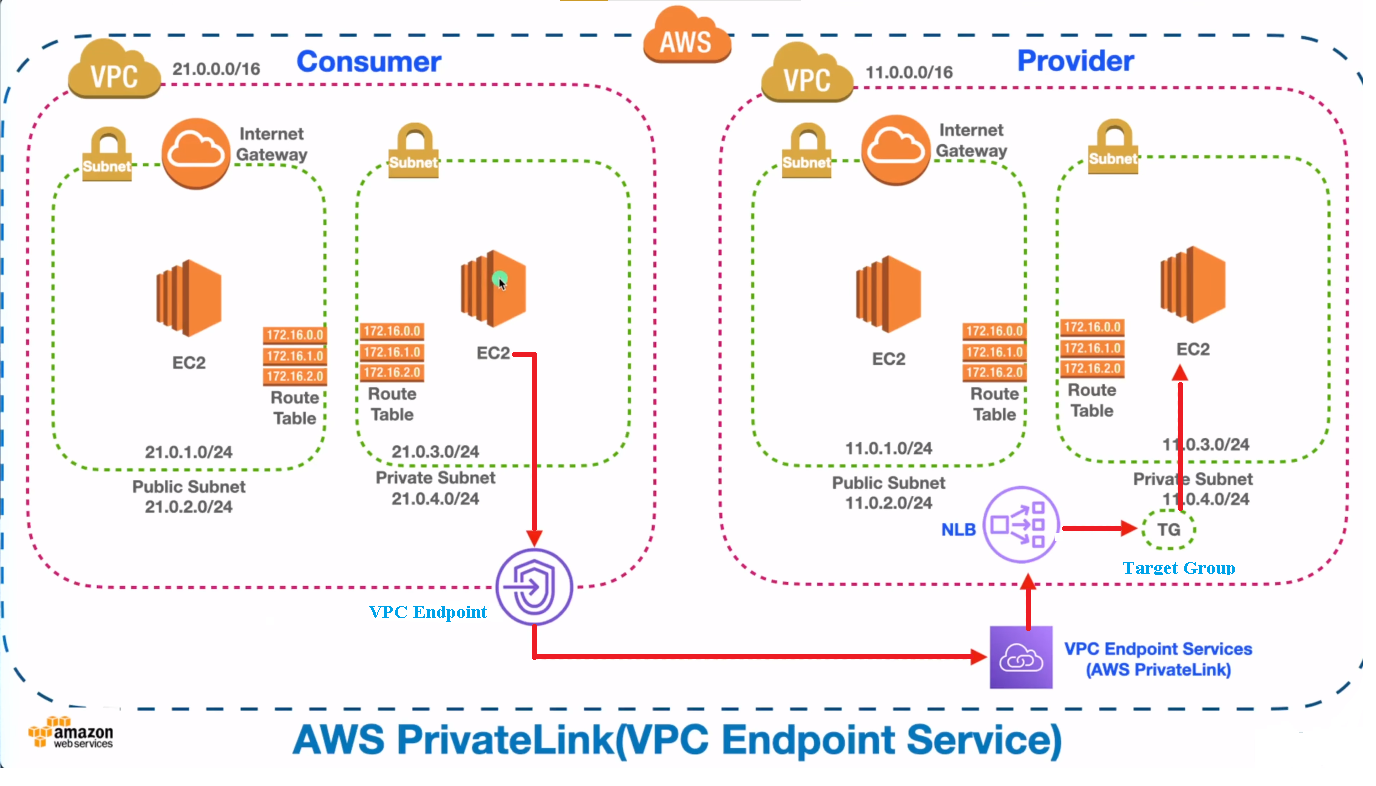 AWS
VPC
21.0.0.0/16
Consumer
Subnet
Internet
Gateway
Subnet
EC2
172.16.0.0
172.16.1.0
172.16.2.0
Route
Table
21.0.1.0/24
Public Subnet
21.0.2.0/24
172.16.0.0
172.16.1.0
172.16.2.0
Route
Table
EC2
21.0.3.0/24
Private Subnet
21.0.4.0/24
VPC Endpoint
VPC
11.0.0.0/16
Provider
Subnet
Internet
Gateway
Subnet
EC2
172.16.0.0
172.16.1.0
172.16.2.0
Route
Table
11.0.1.0/24
Public Subnet
11.0.2.0/24
172.16.0.0
172.16.1.0
172.16.2.0
Route
Table
EC2
11.0.3.0/24
Private Subnet
11.0.4.0/24
NLB
TG
Target Group
VPC Endpoint Services
(AWS PrivateLink)
amazon
web services
AWS PrivateLink(VPC Endpoint Service)